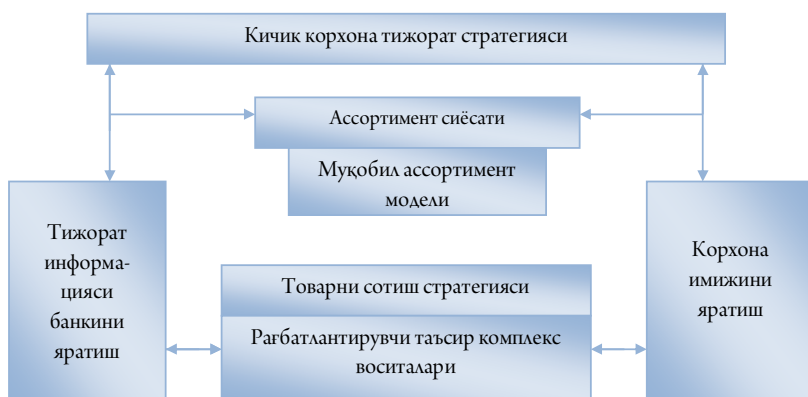 Кичик корхона тижорат стратегияси
Ассортимент сиёсати
Муқобил ассортимент
модели
Тижорат
информа-
цияси
банкини
яратиш
Корхона
имижини
яратиш
Товарни сотиш стратегияси
Рағбатлантирувчи таъсир комплекс
воситалари